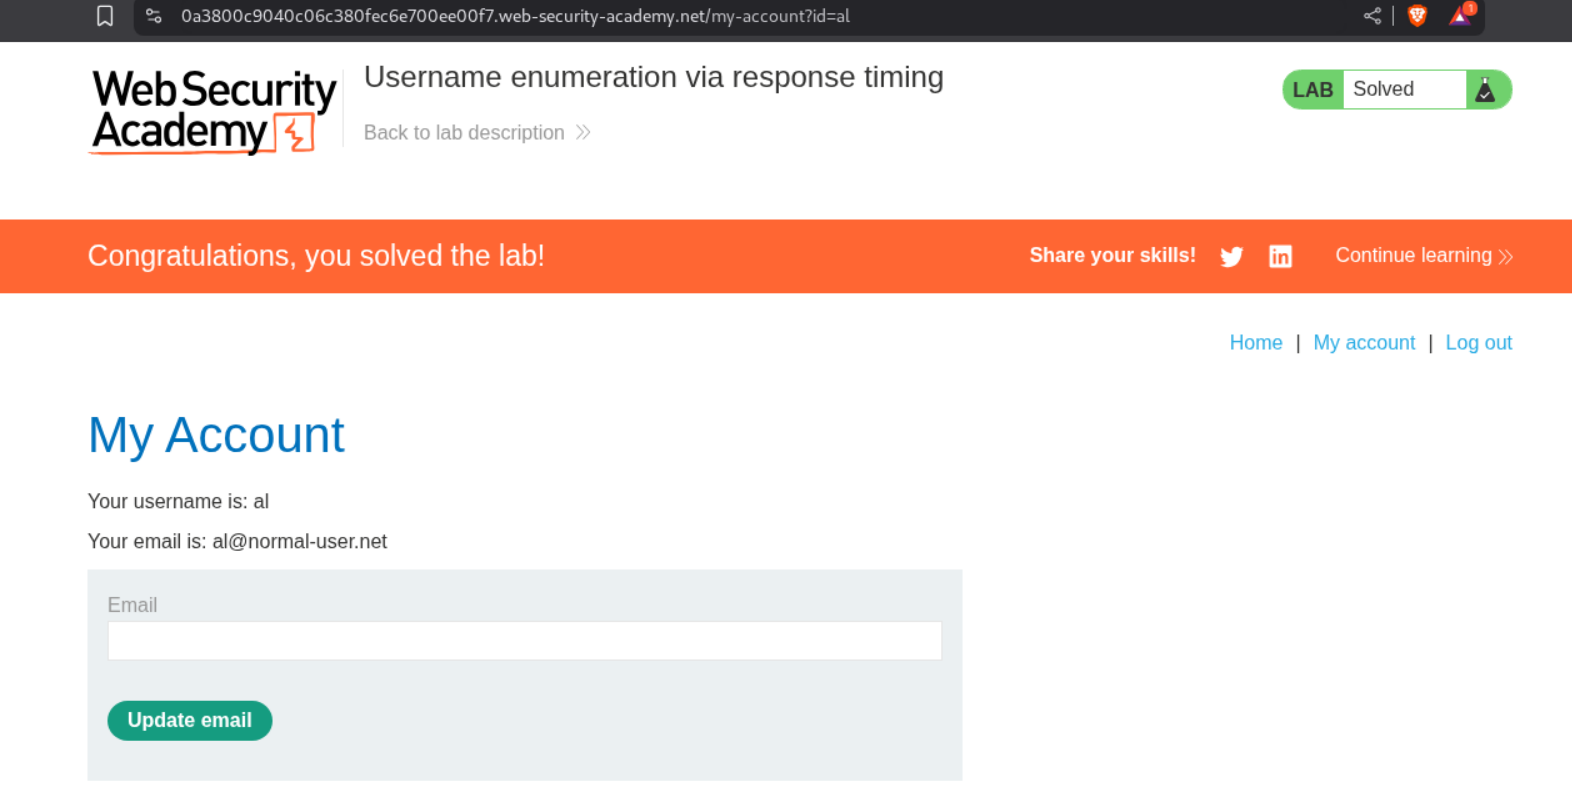 0a3800c9040c06c380fec6e700ee00f7.web-security-academy.net/my-account?id=al
1
Web Security
Academy
Username enumeration via response timing
Back to lab description
LAB Solved
Congratulations, you solved the lab!
Share your skills!
Continue learning
Home | My account | Log out
My Account
Your username is: al
Your email is: al@normal-user.net
Email
Update email